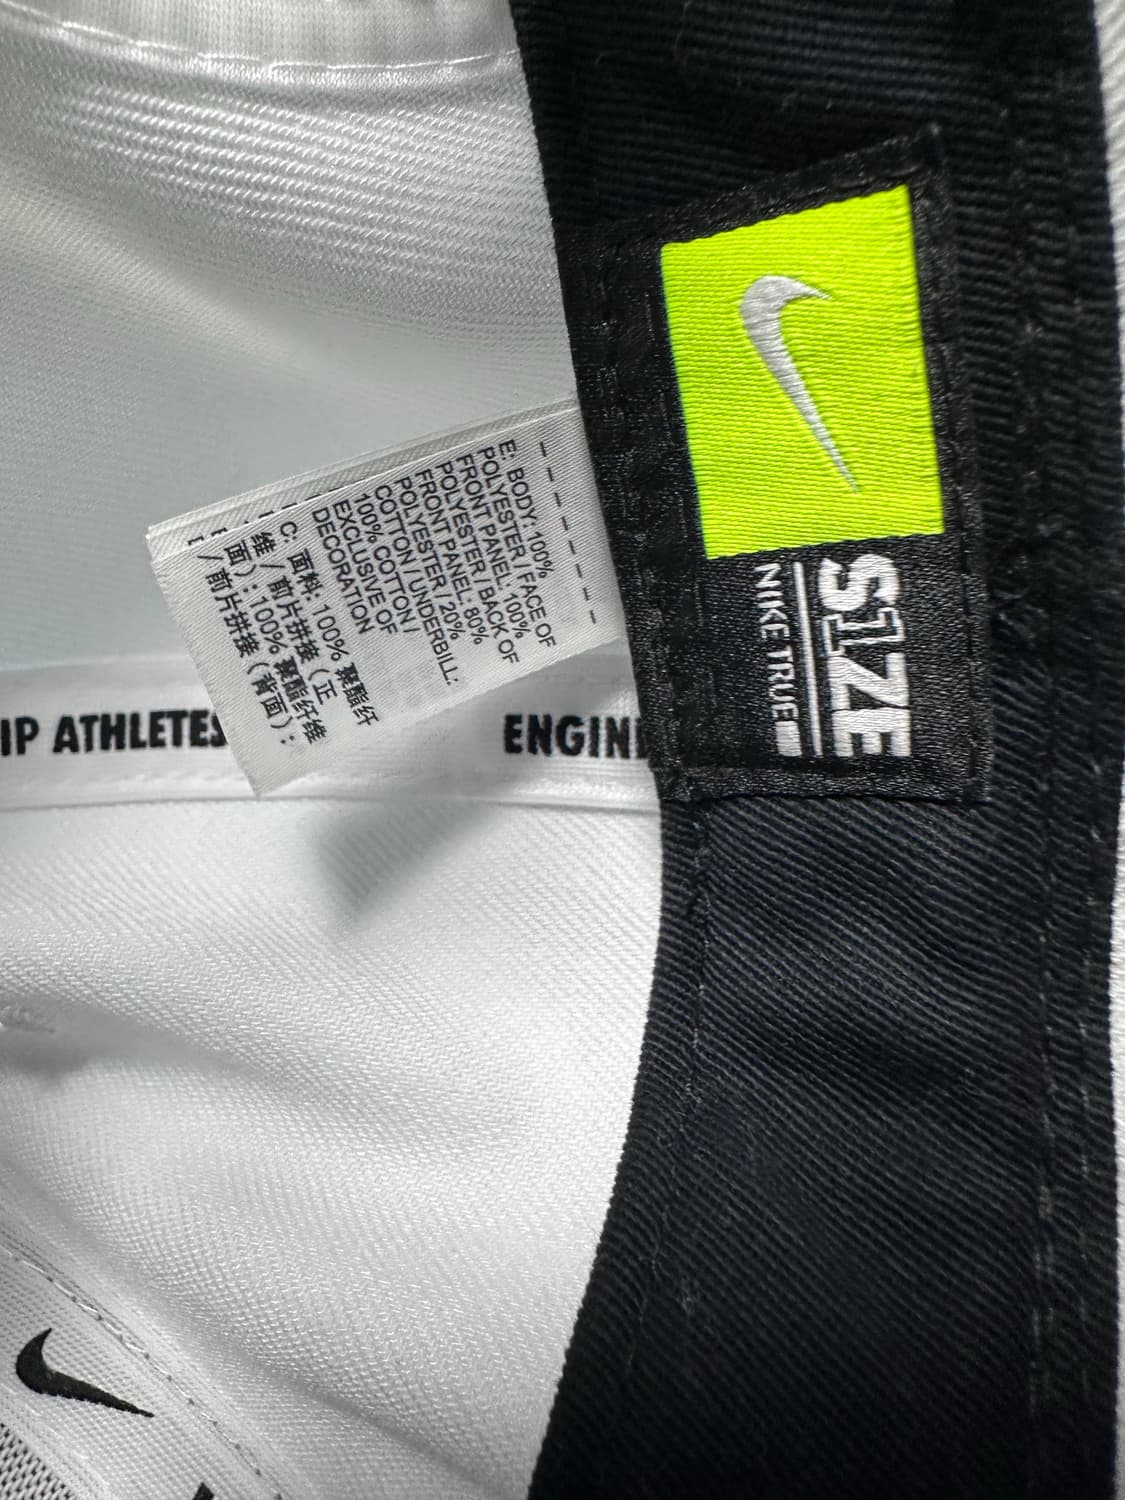 E: BODY: 100%
POLYESTER / FACE OF
FRONT PANEL: 100%
POLYESTER / BACK OF
FRONT PANEL: 80%
POLYESTER / 20%
COTTON / UNDERBILL:
100% COTTON /
EXCLUSIVE OF
DECORATION
C: 面料: 100% 聚酯纤
维 / 前片拼接（正
面）: 100% 聚酯纤维
/ 前片拼接（背面）:
S1ZE
NIKE TRUE
IP ATHLETES
ENGIN